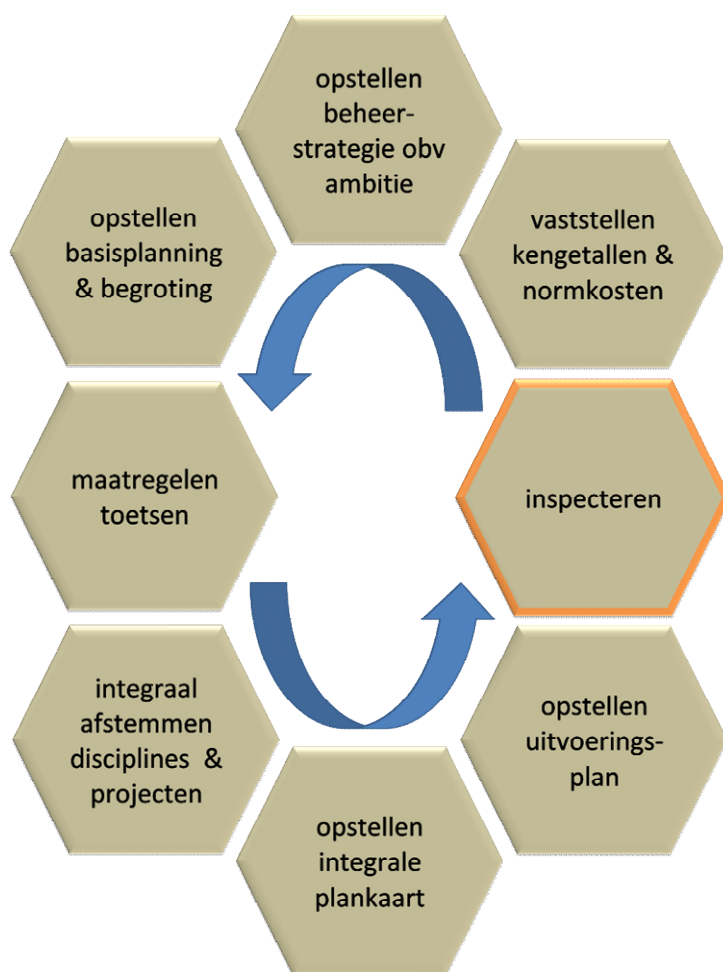 opstellen
beheer-
strategie obv
ambitie
opstellen
basisplanning
& begroting
vaststellen
kengetallen &
normkosten
maatregelen
toetsen
inspecteren
integraal
afstemmen
disciplines &
projecten
opstellen
uitvoerings-
plan
opstellen
integrale
plankaart